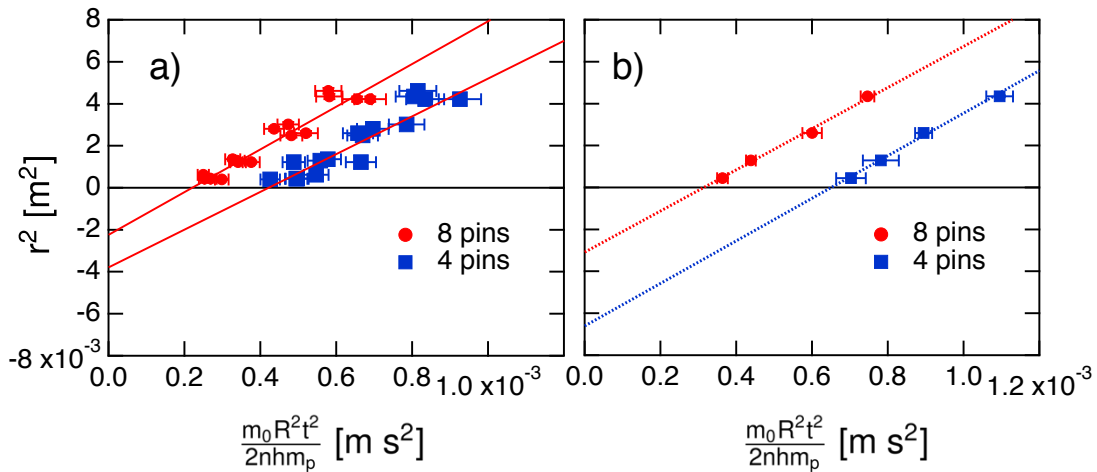 8
6
4
2
0
-2
-4
-6
-8 x10⁻³
r² [m²]
a)
8 pins
4 pins
0.0 0.2 0.4 0.6 0.8 1.0 x10⁻³
m₀R²t²/2nhmₚ [m s²]
b)
8 pins
4 pins
0.0 0.2 0.4 0.6 0.8 1.0 1.2 x10⁻³
m₀R²t²/2nhmₚ [m s²]